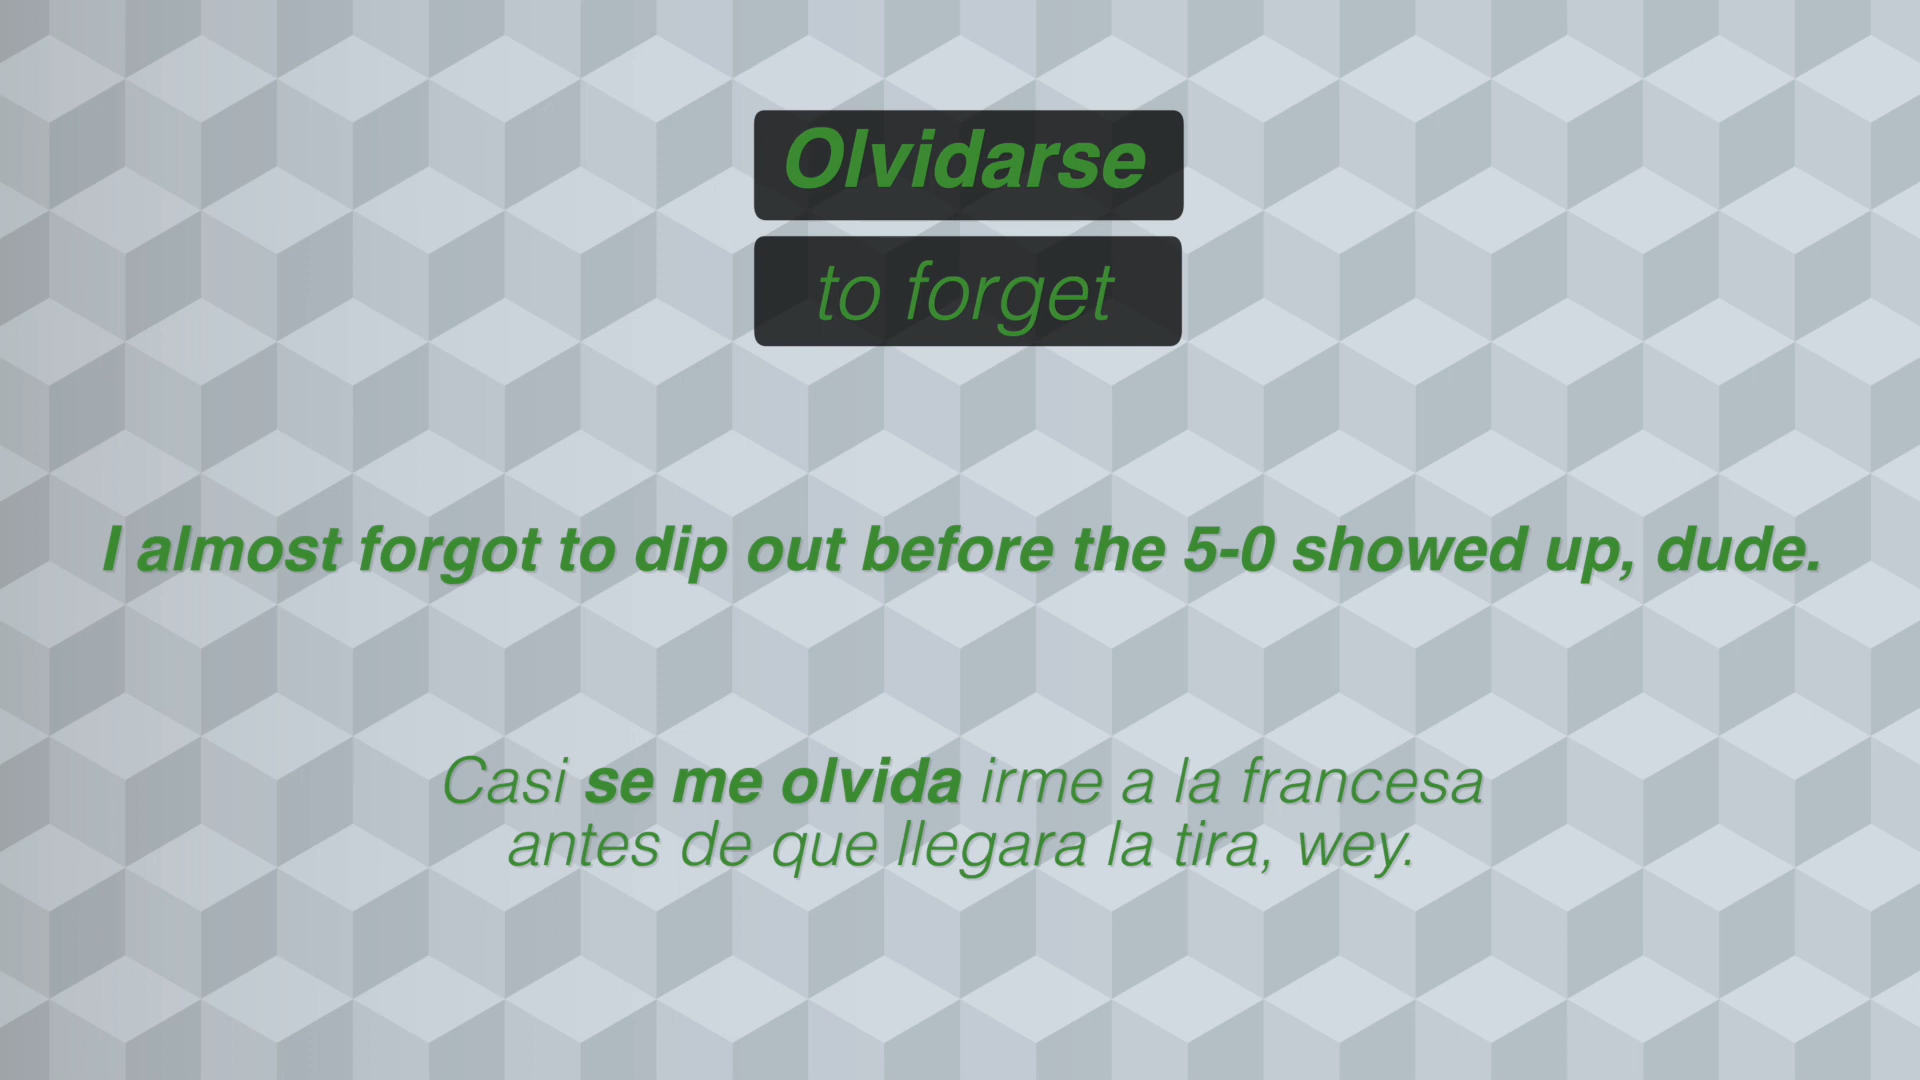 Olvidarse
to forget
I almost forgot to dip out before the 5-0 showed up, dude.
Casi se me olvida irme a la francesa
antes de que llegara la tira, wey.